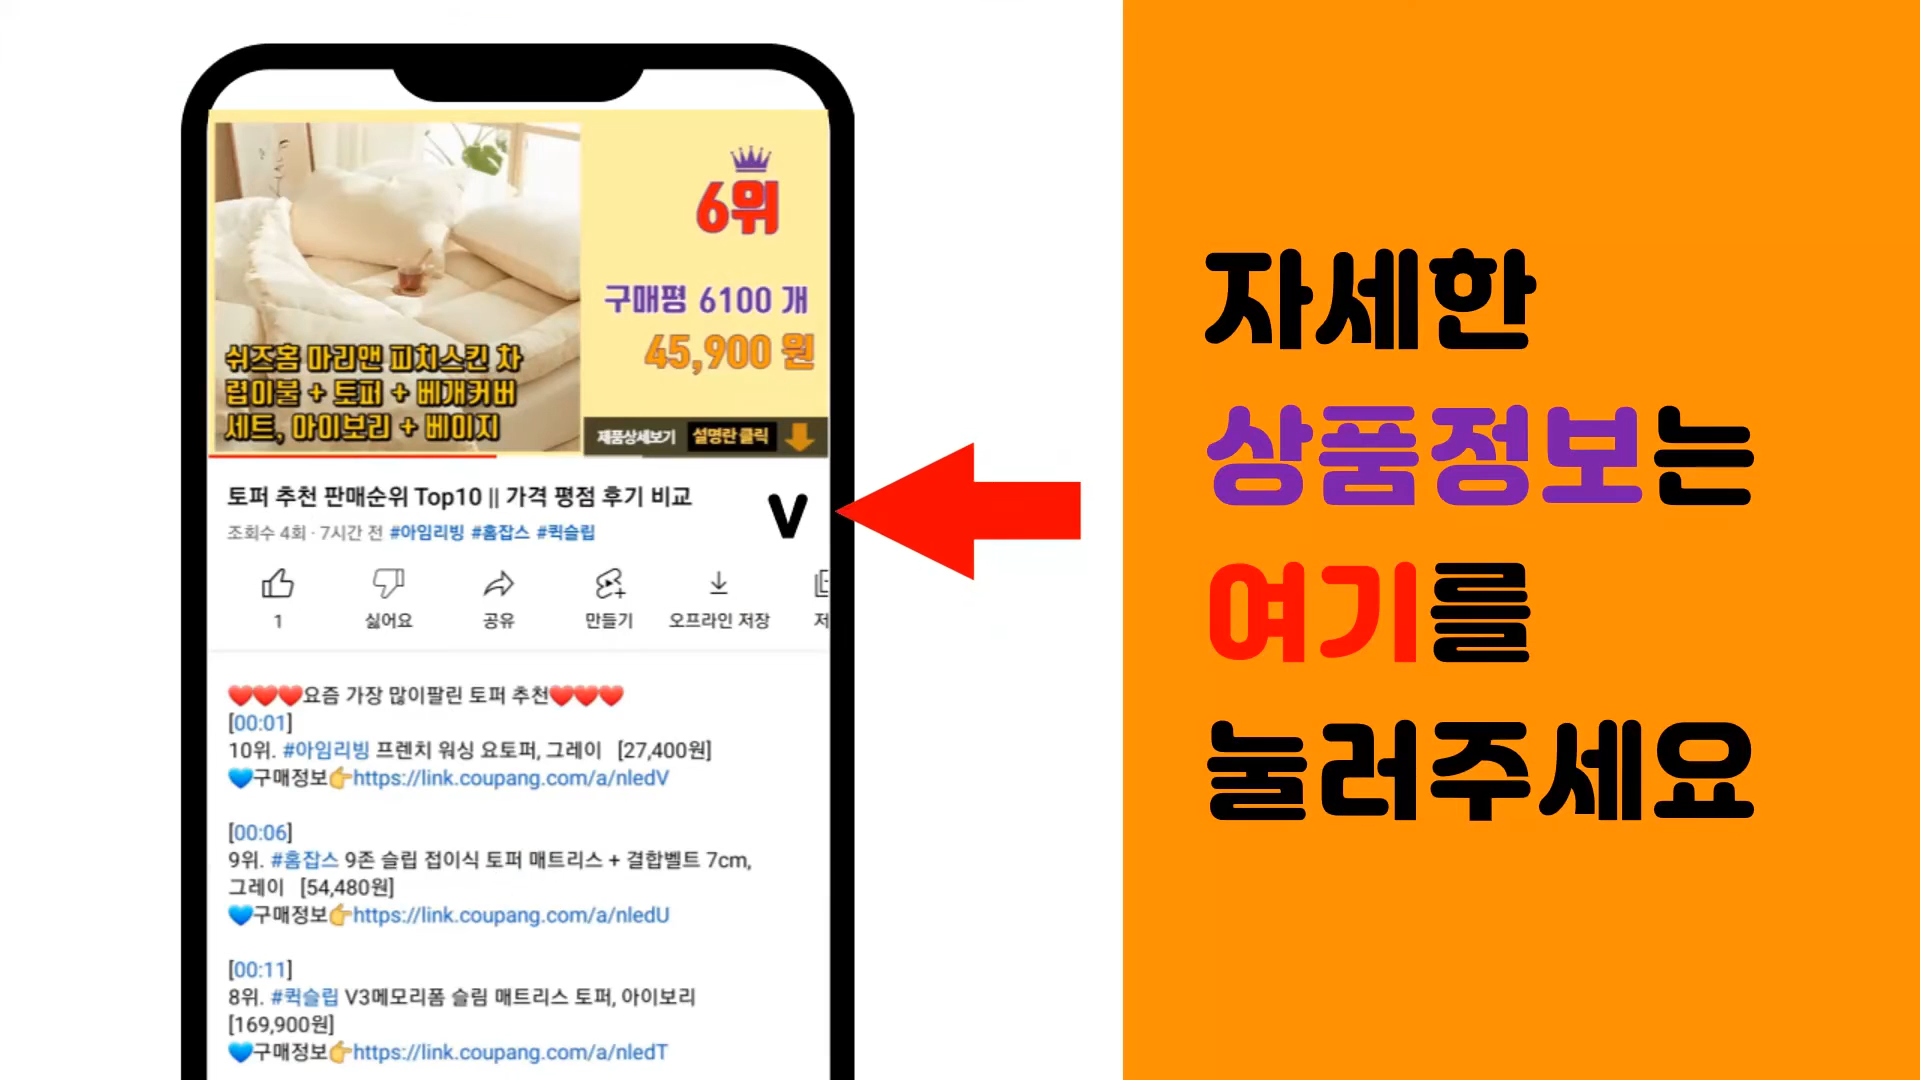 6위
구매평 6100 개
45,900 원
쉬즈홈 마리앤 피치스킨 차
렵이불 + 토퍼 + 베개커버
세트, 아이보리 + 베이지
제품상세보기 설명란 클릭
토퍼 추천 판매순위 Top10 || 가격 평점 후기 비교
V
조회수 4회 · 7시간 전 #아임리빙 #홈잡스 #퀵슬립
1 싫어요 공유 만들기 오프라인 저장 저
❤️❤️❤️요즘 가장 많이팔린 토퍼 추천❤️❤️❤️
[00:01]
10위. #아임리빙 프렌치 워싱 요토퍼, 그레이 [27,400원]
💙구매정보👉https://link.coupang.com/a/nledV
[00:06]
9위. #홈잡스 9존 슬립 접이식 토퍼 매트리스 + 결합벨트 7cm,
그레이 [54,480원]
💙구매정보👉https://link.coupang.com/a/nledU
[00:11]
8위. #퀵슬립 V3메모리폼 슬림 매트리스 토퍼, 아이보리
[169,900원]
💙구매정보👉https://link.coupang.com/a/nledT
자세한
상품정보는
여기를
눌러주세요